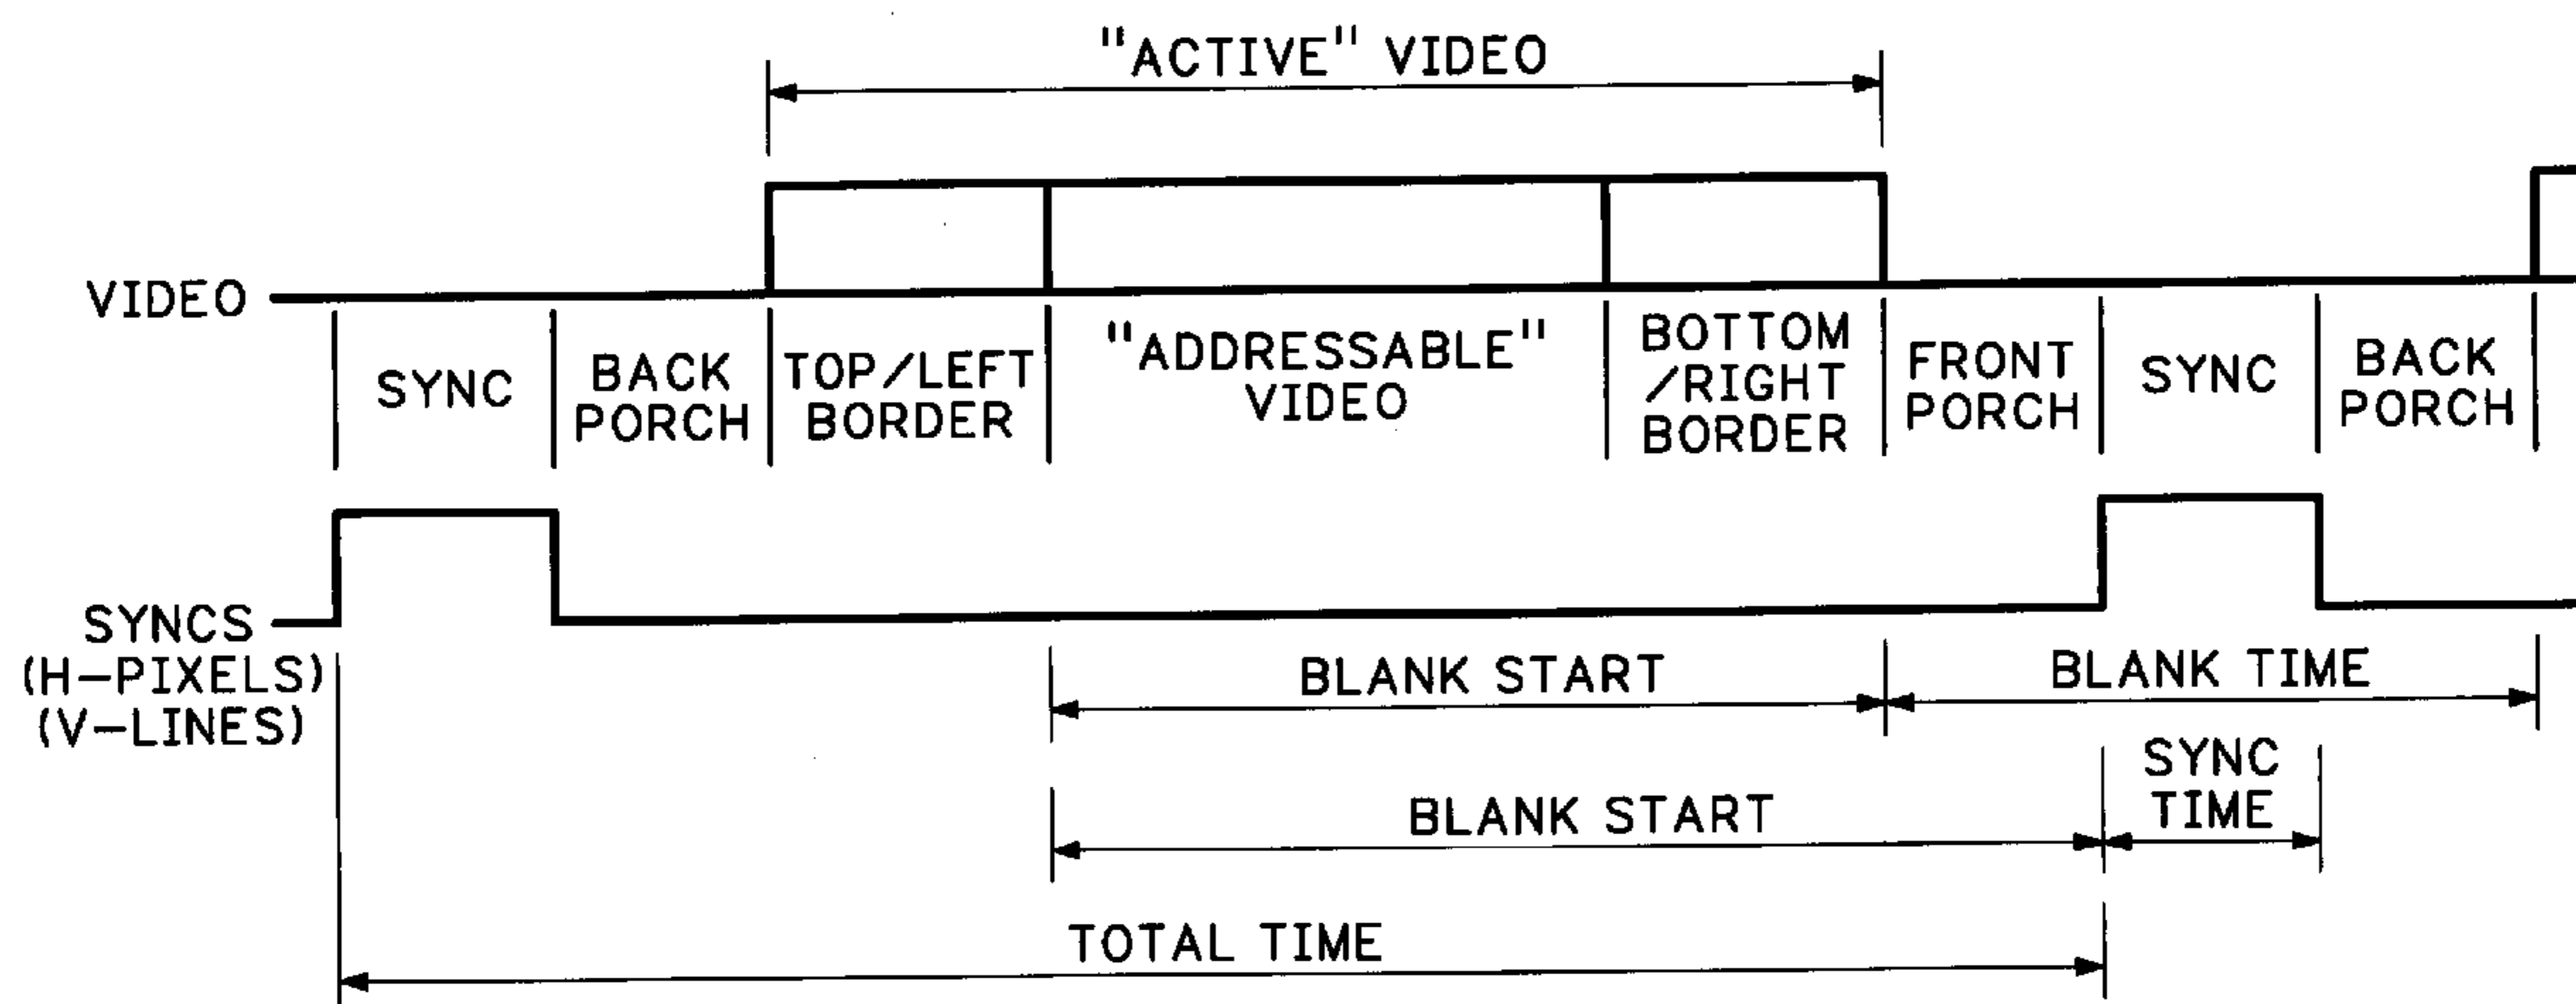 "ACTIVE" VIDEO
VIDEO
SYNC
BACK
PORCH
TOP/LEFT
BORDER
"ADDRESSABLE"
VIDEO
BOTTOM
/RIGHT
BORDER
FRONT
PORCH
SYNC
BACK
PORCH
SYNCS
(H-PIXELS)
(V-LINES)
BLANK START
BLANK TIME
BLANK START
SYNC
TIME
TOTAL TIME